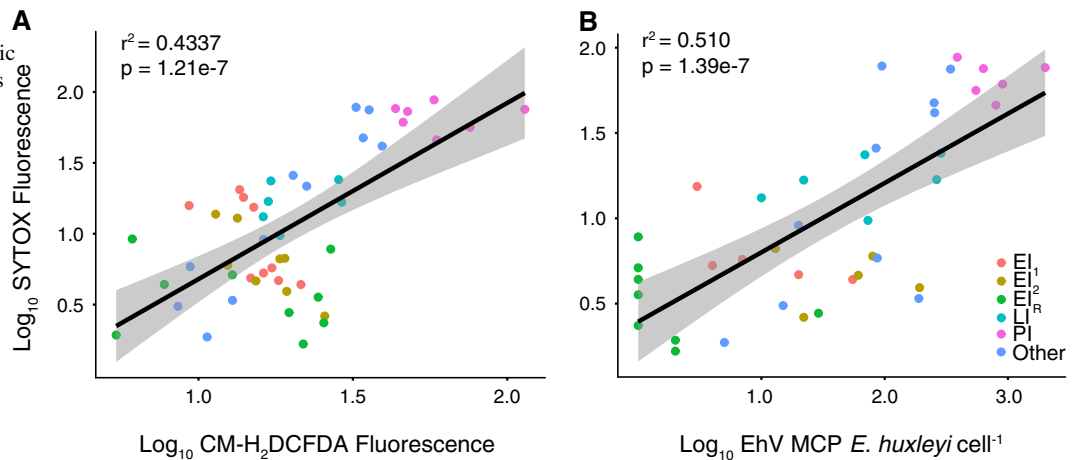 A
ic
s
r² = 0.4337
p = 1.21e-7
Log₁₀ SYTOX Fluorescence
2.0
1.5
1.0
0.5
1.0
1.5
2.0
Log₁₀ CM-H₂DCFDA Fluorescence
B
r² = 0.510
p = 1.39e-7
2.0
1.5
1.0
0.5
1.0
2.0
3.0
EI₁
EI₂
EI_R
LI
PI
Other
Log₁₀ EhV MCP E. huxleyi cell⁻¹